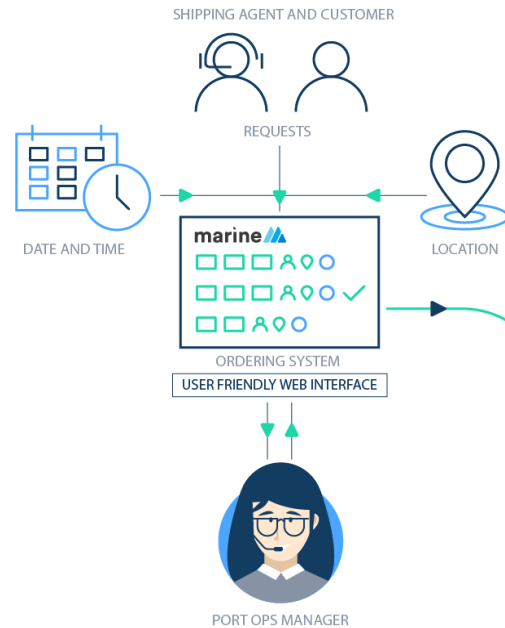 SHIPPING AGENT AND CUSTOMER
REQUESTS
DATE AND TIME
LOCATION
marine
ORDERING SYSTEM
USER FRIENDLY WEB INTERFACE
PORT OPS MANAGER